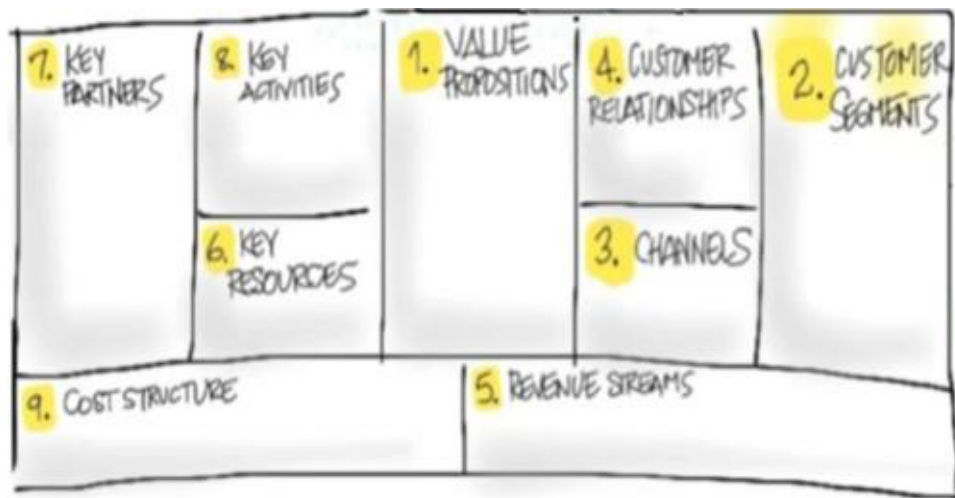 7. KEY
PARTNERS
8. KEY
ACTIVITIES
1. VALUE
PROPOSITIONS
4. CUSTOMER
RELATIONSHIPS
2. CUSTOMER
SEGMENTS
6. KEY
RESOURCES
3. CHANNELS
9. COST STRUCTURE
5. REVENUE STREAMS